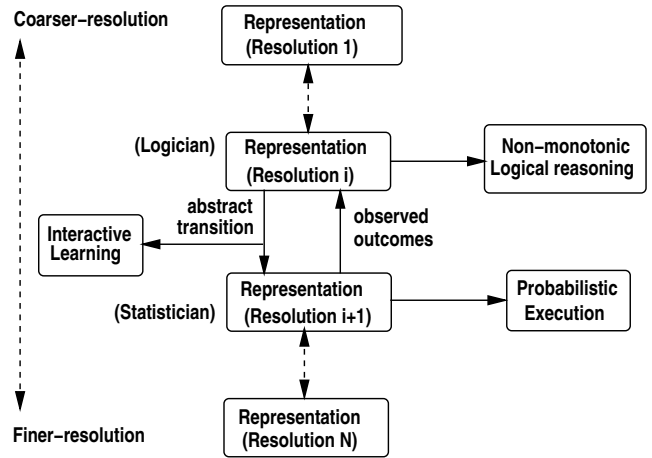 Coarser−resolution
Representation
(Resolution 1)
(Logician)
Representation
(Resolution i)
Non−monotonic
Logical reasoning
abstract
transition
observed
outcomes
Interactive
Learning
(Statistician)
Representation
(Resolution i+1)
Probabilistic
Execution
Finer−resolution
Representation
(Resolution N)